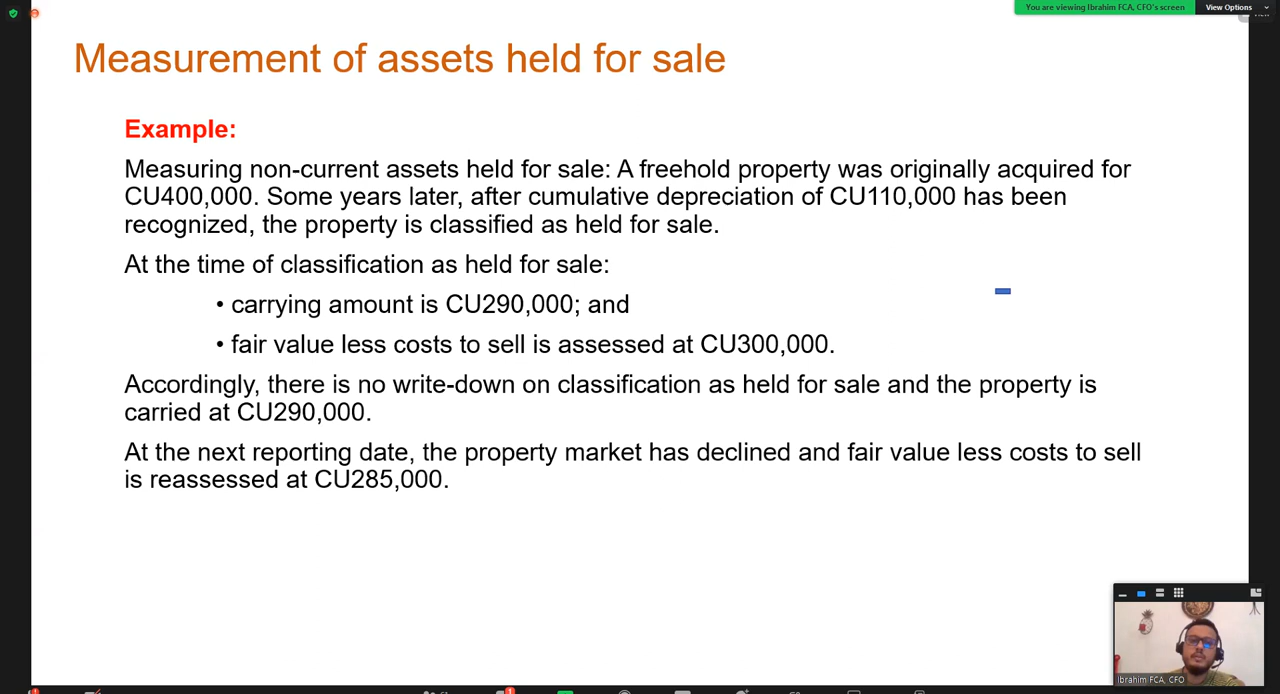 You are viewing Ibrahim FCA, CFO's screen
View Options
Measurement of assets held for sale
Example:
Measuring non-current assets held for sale: A freehold property was originally acquired for
CU400,000. Some years later, after cumulative depreciation of CU110,000 has been
recognized, the property is classified as held for sale.
At the time of classification as held for sale:
• carrying amount is CU290,000; and
• fair value less costs to sell is assessed at CU300,000.
Accordingly, there is no write-down on classification as held for sale and the property is
carried at CU290,000.
At the next reporting date, the property market has declined and fair value less costs to sell
is reassessed at CU285,000.
Ibrahim FCA, CFO
1